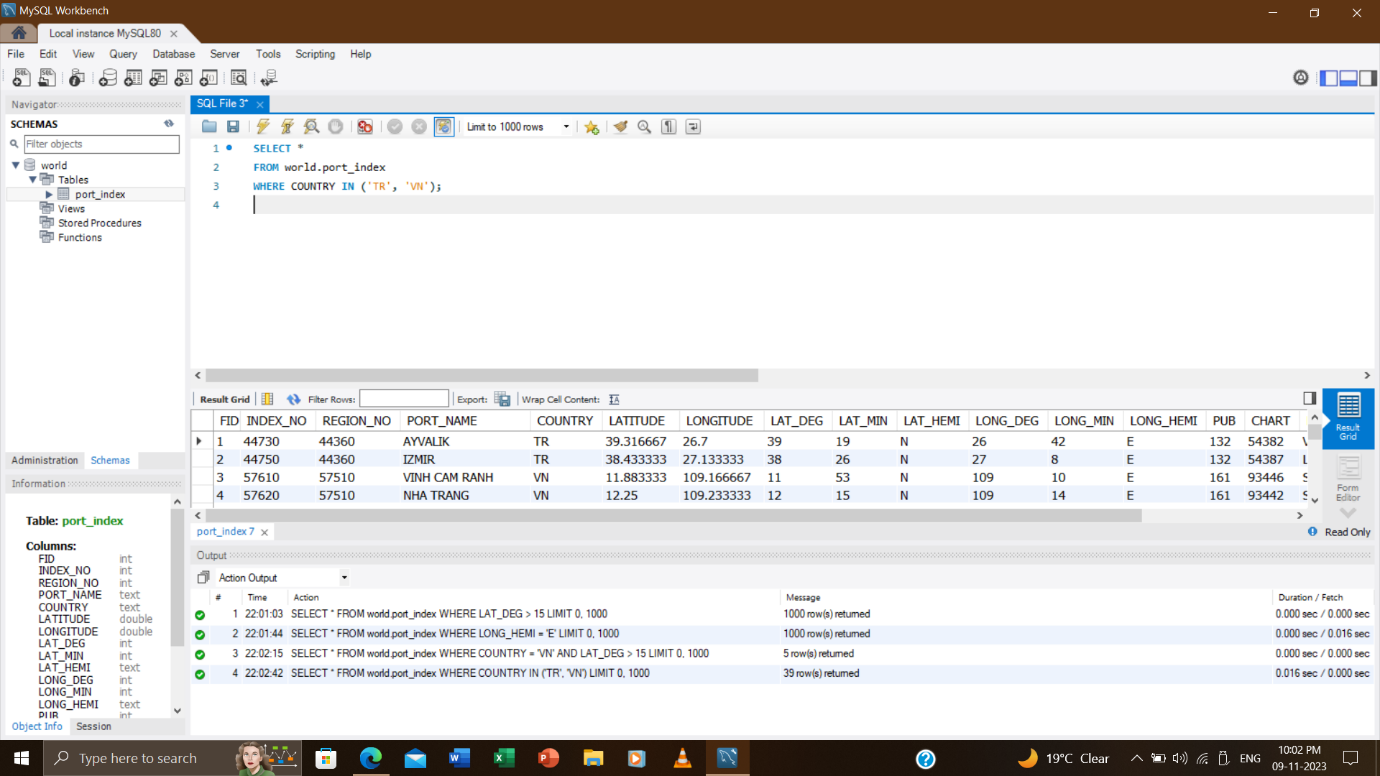 MySQL Workbench
Local instance MySQL80
File Edit View Query Database Server Tools Scripting Help
Navigator
SCHEMAS
Filter objects
world
Tables
port_index
Views
Stored Procedures
Functions
Administration Schemas
Information
Table: port_index
Columns:
FID int
INDEX_NO int
REGION_NO int
PORT_NAME text
COUNTRY text
LATITUDE double
LONGITUDE double
LAT_DEG int
LAT_MIN int
LAT_HEMI text
LONG_DEG int
LONG_MIN int
LONG_HEMI text
PUB int
Object Info Session
SQL File 3*
Limit to 1000 rows
1 SELECT *
2 FROM world.port_index
3 WHERE COUNTRY IN ('TR', 'VN');
4
Result Grid Filter Rows: Export: Wrap Cell Content:
FID INDEX_NO REGION_NO PORT_NAME COUNTRY LATITUDE LONGITUDE LAT_DEG LAT_MIN LAT_HEMI LONG_DEG LONG_MIN LONG_HEMI PUB CHART
1 44730 44360 AYVALIK TR 39.316667 26.7 39 19 N 26 42 E 132 54382
2 44750 44360 IZMIR TR 38.433333 27.133333 38 26 N 27 8 E 132 54387
3 57610 57510 VINH CAM RANH VN 11.883333 109.166667 11 53 N 109 10 E 161 93446
4 57620 57510 NHA TRANG VN 12.25 109.233333 12 15 N 109 14 E 161 93442
Result
Grid
Form
Editor
port_index 7
Read Only
Output
Action Output
# Time Action Message Duration / Fetch
1 22:01:03 SELECT * FROM world.port_index WHERE LAT_DEG > 15 LIMIT 0, 1000 1000 row(s) returned 0.000 sec / 0.000 sec
2 22:01:44 SELECT * FROM world.port_index WHERE LONG_HEMI = 'E' LIMIT 0, 1000 1000 row(s) returned 0.000 sec / 0.016 sec
3 22:02:15 SELECT * FROM world.port_index WHERE COUNTRY = 'VN' AND LAT_DEG > 15 LIMIT 0, 1000 5 row(s) returned 0.000 sec / 0.000 sec
4 22:02:42 SELECT * FROM world.port_index WHERE COUNTRY IN ('TR', 'VN') LIMIT 0, 1000 39 row(s) returned 0.016 sec / 0.000 sec
Type here to search
19°C Clear
ENG
10:02 PM
09-11-2023